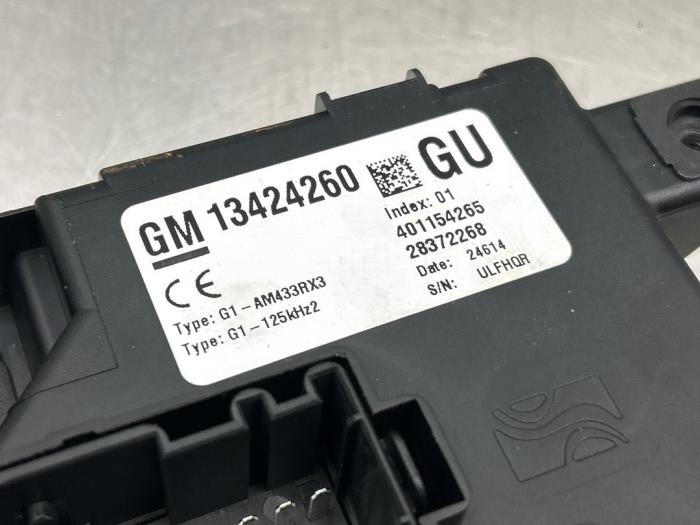 GM 13424260 GU
Index: 01
401154265
28372268
Date: 24614
S/N: ULFHQR
CE
Type: G1-AM433RX3
Type: G1-125kHz2